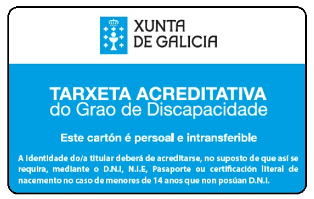 XUNTA
DE GALICIA
TARXETA ACREDITATIVA
do Grao de Discapacidade
Este cartón é persoal e intransferible
A identidade do/a titular deberá de acreditarse, no suposto de que así se
requira, mediante o D.N.I, N.I.E, Pasaporte ou certificación literal de
nacemento no caso de menores de 14 anos que non posúan D.N.I.